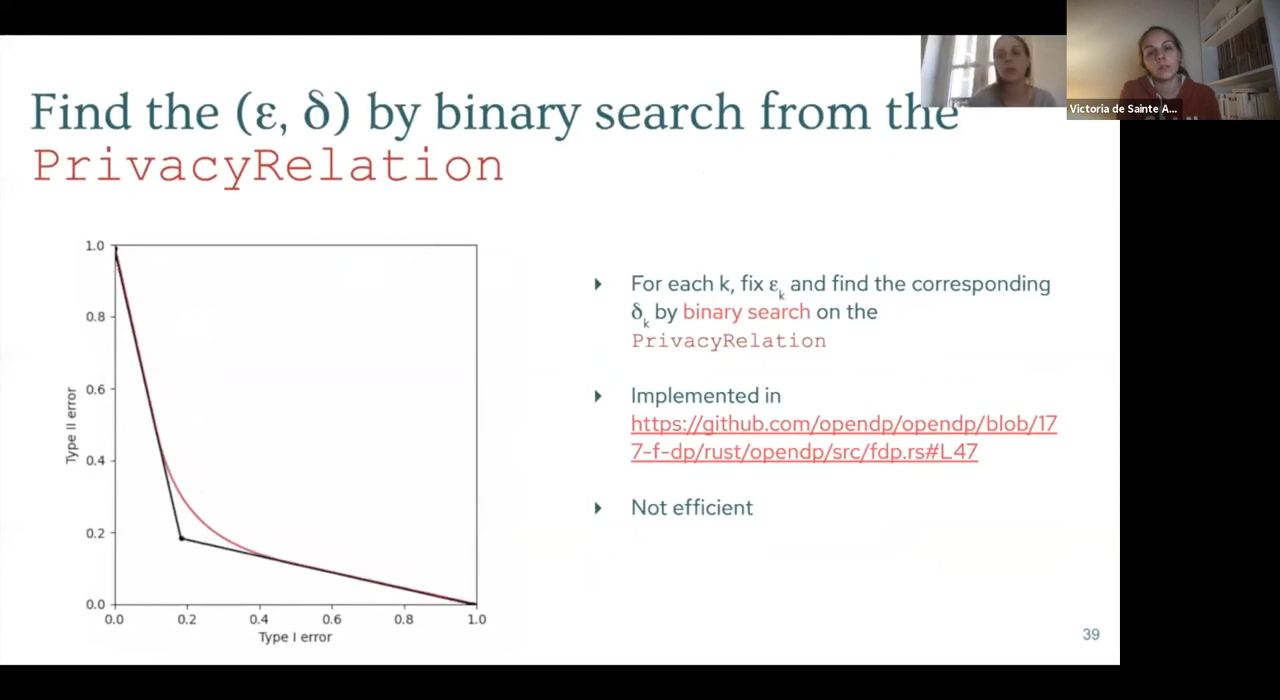 Find the (ε, δ) by binary search from the
PrivacyRelation
Victoria de Sainte A...
1.0
0.8
0.6
0.4
0.2
0.0
Type II error
0.0 0.2 0.4 0.6 0.8 1.0
Type I error
For each k, fix εk and find the corresponding
δk by binary search on the
PrivacyRelation
Implemented in
https://github.com/opendp/opendp/blob/17
7-f-dp/rust/opendp/src/fdp.rs#L47
Not efficient
39